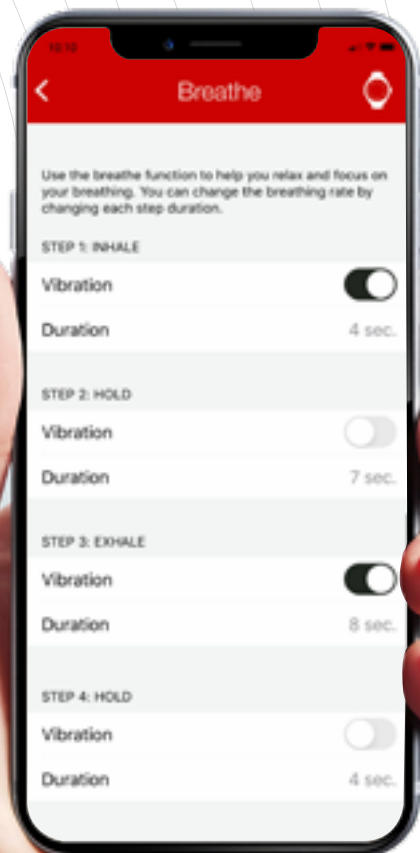 10:10
Breathe
Use the breathe function to help you relax and focus on
your breathing. You can change the breathing rate by
changing each step duration.
STEP 1: INHALE
Vibration
Duration 4 sec.
STEP 2: HOLD
Vibration
Duration 7 sec.
STEP 3: EXHALE
Vibration
Duration 8 sec.
STEP 4: HOLD
Vibration
Duration 4 sec.